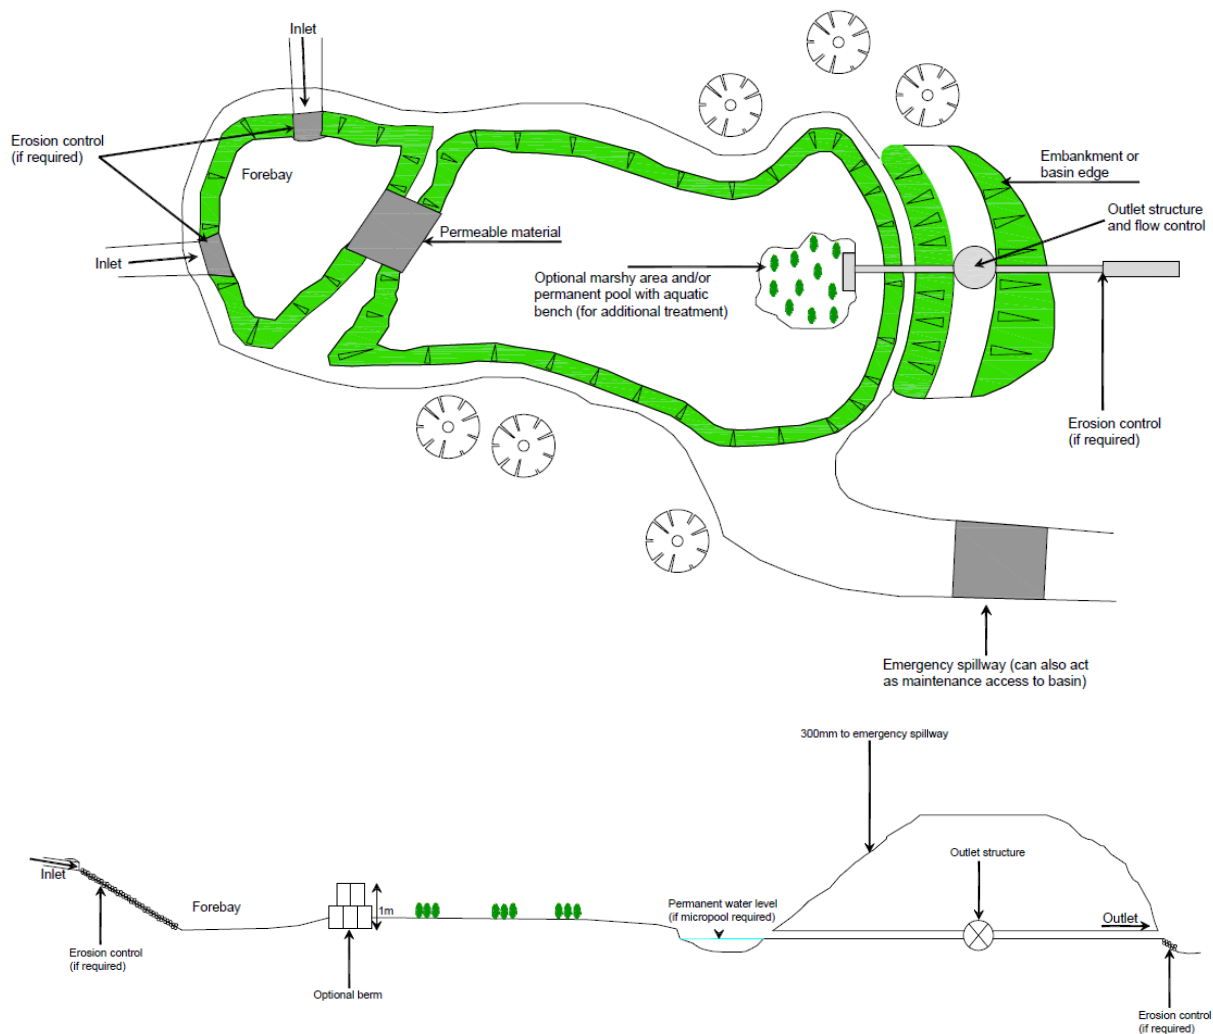 Inlet
Erosion control
(if required)
Forebay
Embankment or
basin edge
Outlet structure
and flow control
Permeable material
Inlet
Optional marshy area and/or
permanent pool with aquatic
bench (for additional treatment)
Erosion control
(if required)
Emergency spillway (can also act
as maintenance access to basin)
300mm to emergency spillway
Outlet structure
Inlet
Forebay
1m
Permanent water level
(if micropool required)
Outlet
Erosion control
(if required)
Optional berm
Erosion control
(if required)